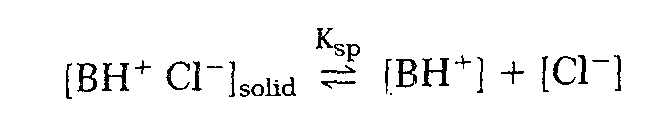 [BH⁺ Cl⁻]solid ⇌ Ksp [BH⁺] + [Cl⁻]